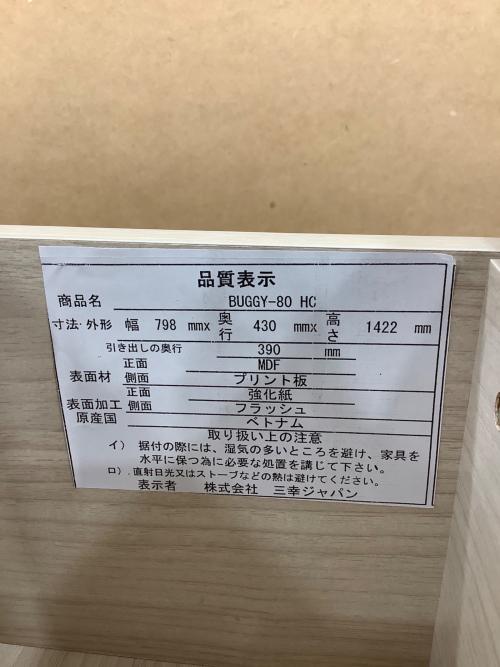 品質表示
商品名 BUGGY-80 HC
寸法・外形 幅 798 mmx 奥行 430 mmx 高さ 1422 mm
引き出しの奥行 390 mm
表面材 正面 MDF
側面 プリント板
表面加工 正面 強化紙
側面 フラッシュ
原産国 ベトナム
取り扱い上の注意
イ） 据付の際には、湿気の多いところを避け、家具を
水平に保つ為に必要な処置を講じて下さい。
ロ）．直射日光又はストーブなどの熱は避けてください。
表示者 株式会社 三幸ジャパン